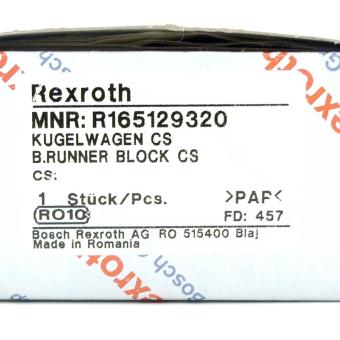 Rexroth
MNR: R165129320
KUGELWAGEN CS
B.RUNNER BLOCK CS
CS:
1 Stück/Pcs. >PAP<
RO10 FD: 457
Bosch Rexroth AG RO 515400 Blaj
Made in Romania